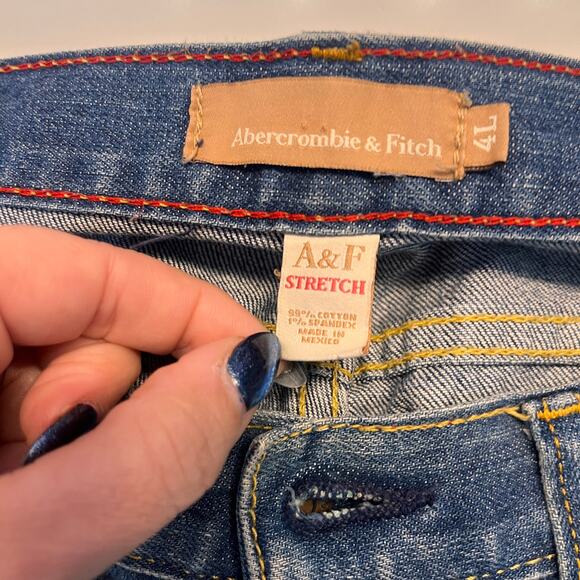 Abercrombie & Fitch
4L
A&F
STRETCH
99% COTTON
1% SPANDEX
MADE IN
MEXICO